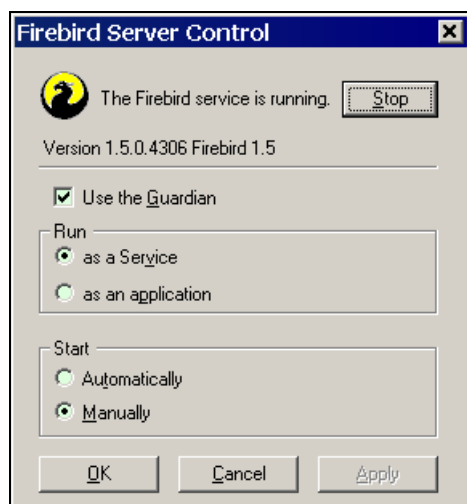 Firebird Server Control
The Firebird service is running. Stop
Version 1.5.0.4306 Firebird 1.5
Use the Guardian
Run
as a Service
as an application
Start
Automatically
Manually
OK Cancel Apply